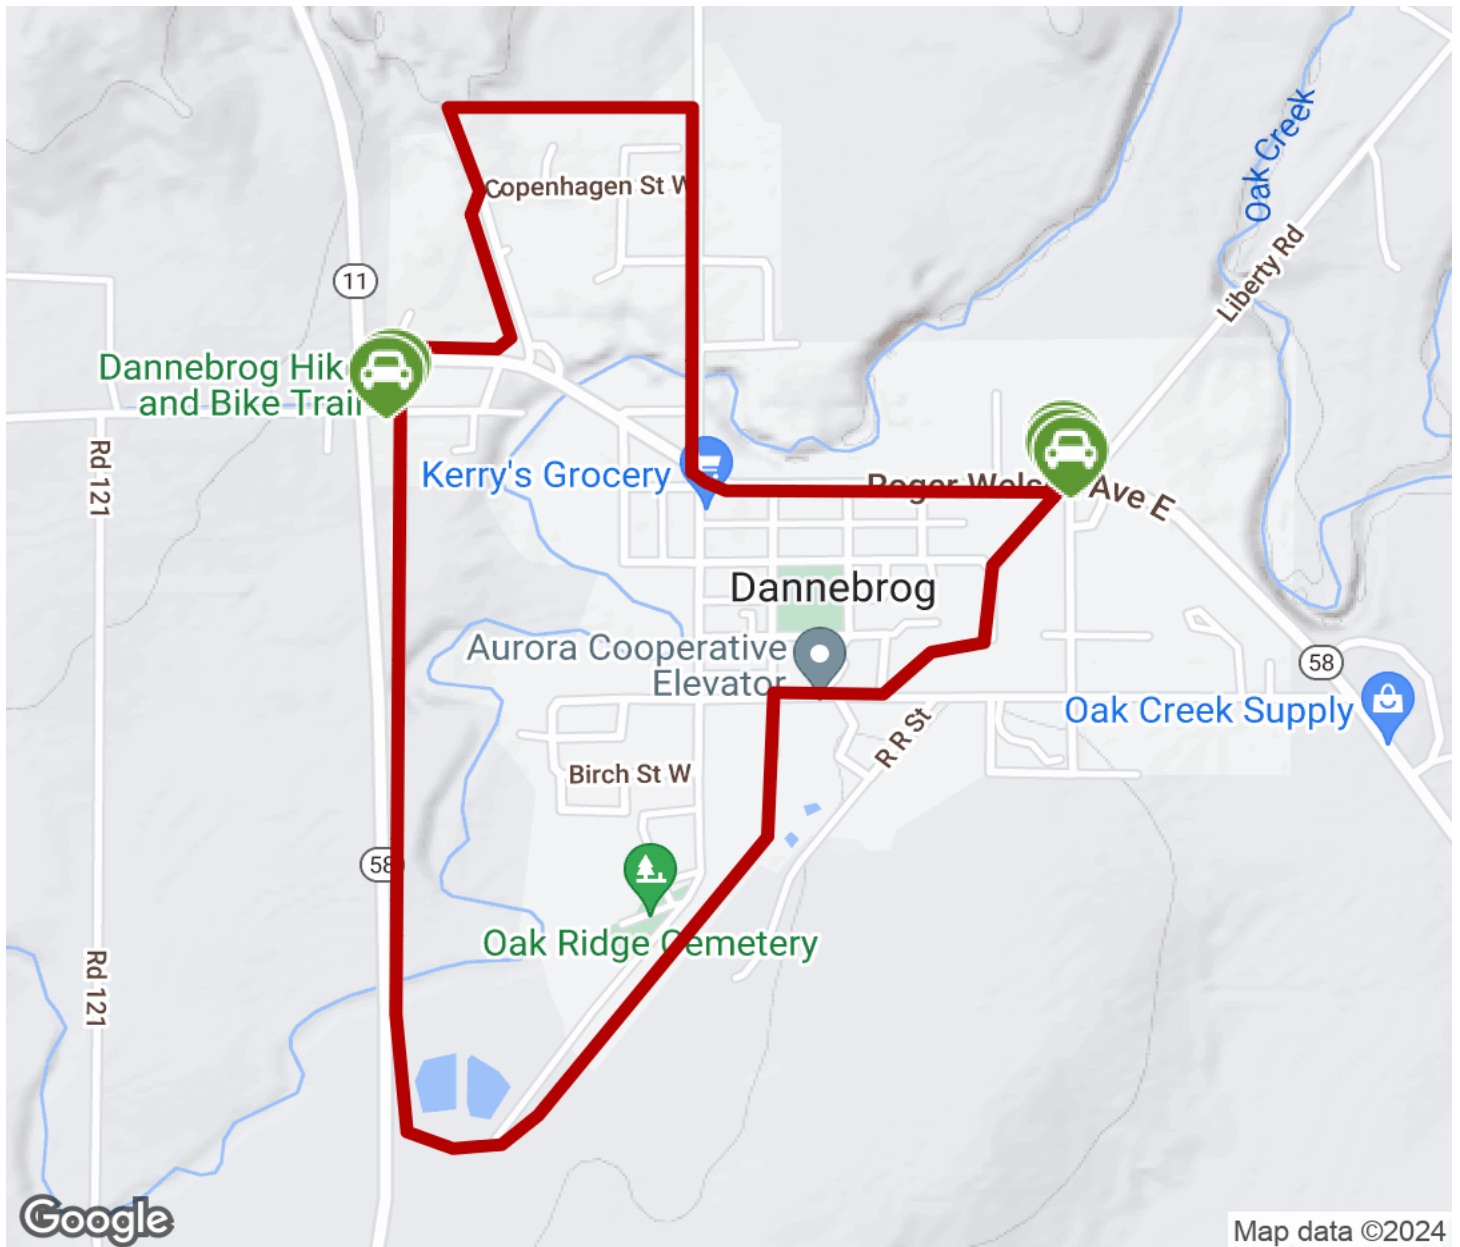 Oak Creek
Copenhagen St W
Liberty Rd
11
Dannebrog Hik
and Bike Trail
Rd 121
Kerry's Grocery
Roger Wels
Ave E
Dannebrog
Aurora Cooperative
Elevator
58
Oak Creek Supply
R R St
Birch St W
58
Oak Ridge Cemetery
Rd 121
Google
Map data ©2024